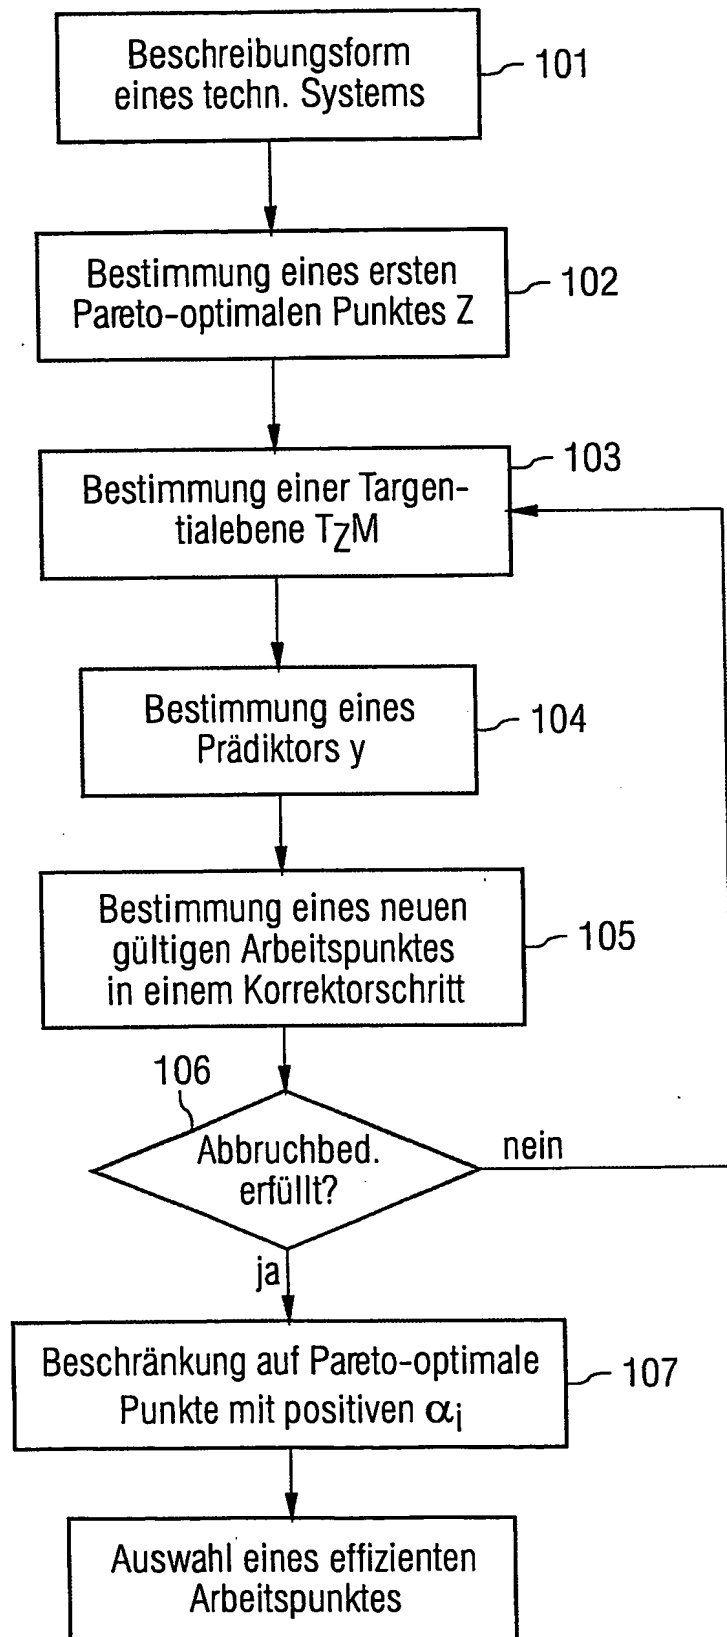 Beschreibungsform
eines techn. Systems
101
Bestimmung eines ersten
Pareto-optimalen Punktes Z
102
103
Bestimmung einer Targen-
tialebene TZM
Bestimmung eines
Prädiktors y
104
Bestimmung eines neuen
gültigen Arbeitspunktes
in einem Korrektorschritt
105
106
Abbruchbed.
erfüllt?
nein
ja
Beschränkung auf Pareto-optimale
Punkte mit positiven αi
107
Auswahl eines effizienten
Arbeitspunktes